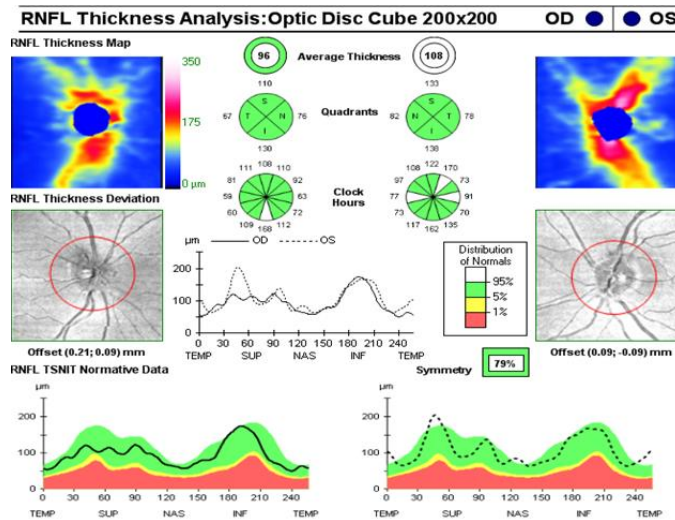 RNFL Thickness Analysis:Optic Disc Cube 200x200 OD OS
RNFL Thickness Map
350
175
0 µm
96 Average Thickness 108
110 133
S S
T N Quadrants N T
67 76 82 78
I I
130 138
Clock
Hours
108 122
111 110 108 170
81 92 97 73
59 63 77 91
60 72 73 70
109 112 117 135
168 162
RNFL Thickness Deviation
Offset (0.21; 0.09) mm
µm OD OS
200
100
0
0 30 60 90 120 150 180 210 240
TEMP SUP NAS INF TEMP
Distribution
of Normals
95%
5%
1%
Offset (0.09; -0.09) mm
RNFL TSNIT Normative Data
Symmetry 79%
µm
200
100
0
0 30 60 90 120 150 180 210 240
TEMP SUP NAS INF TEMP
µm
200
100
0
0 30 60 90 120 150 180 210 240
TEMP SUP NAS INF TEMP